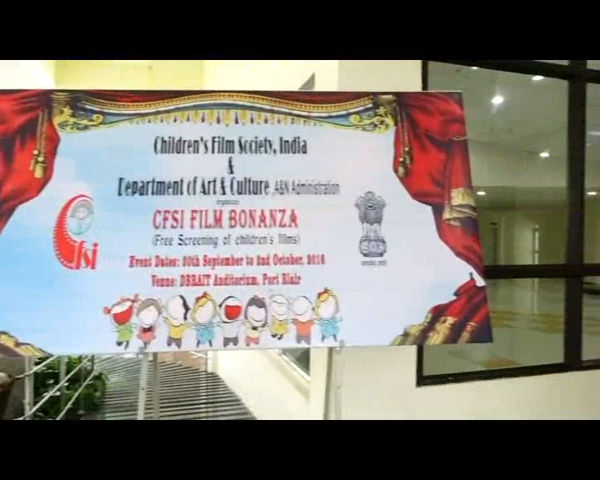 Children's Film Society, India
&
Department of Art & Culture ,A&N Administration
organises
CFSI FILM BONANZA
(Free Screening of children's films)
Event Dates: 30th September to 2nd October, 2016
Venue: DBRAIT Auditorium, Port Blair
cfsi